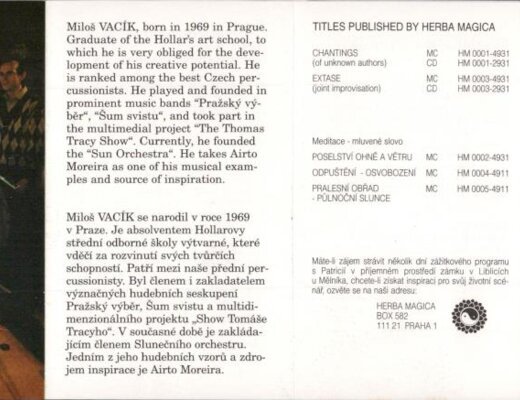 Miloš VACÍK, born in 1969 in Prague.
Graduate of the Hollar's art school, to
which he is very obliged for the deve-
lopment of his creative potential. He
is ranked among the best Czech per-
cussionists. He played and founded in
prominent music bands "Pražský vý-
běr", "Šum svistu", and took part in
the multimedial project "The Thomas
Tracy Show". Currently, he founded
the "Sun Orchestra". He takes Airto
Moreira as one of his musical exam-
ples and source of inspiration.
Miloš VACÍK se narodil v roce 1969
v Praze. Je absolventem Hollarovy
střední odborné školy výtvarné, které
vděčí za rozvinutí svých tvůrčích
schopností. Patří mezi naše přední per-
cussionisty. Byl členem i zakladatelem
význačných hudebních seskupení
Pražský výběr, Šum svistu a multidi-
menzionálního projektu „Show Tomáše
Tracyho". V současné době je zakláda-
jícím členem Slunečního orchestru.
Jedním z jeho hudebních vzorů a zdro-
jem inspirace je Airto Moreira.
TITLES PUBLISHED BY HERBA MAGICA
CHANTINGS MC HM 0001-4931
(of unknown authors) CD HM 0001-2931
EXTASE MC HM 0003-4931
(joint improvisation) CD HM 0003-2931
Meditace - mluvené slovo
POSELSTVÍ OHNĚ A VĚTRU MC HM 0002-4931
ODPUŠTĚNÍ - OSVOBOZENÍ MC HM 0004-4911
PRALESNÍ OBŘAD MC HM 0005-4911
- PŮLNOČNÍ SLUNCE
Máte-li zájem strávit několik dní zážitkového programu
s Patricií v příjemném prostředí zámku v Liblicích
u Mělníka, chcete-li získat inspiraci pro svůj životní scé-
nář, ozvěte se na naši adresu:
HERBA MAGICA
BOX 582
111 21 PRAHA 1